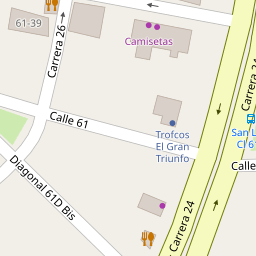 61-39
Carrera 26
Camisetas
Calle 61
Trofcos
El Gran
Triunfo
Carrera 24
San L
Cl 61
Calle
Diagonal 61D Bis
Carrera 24